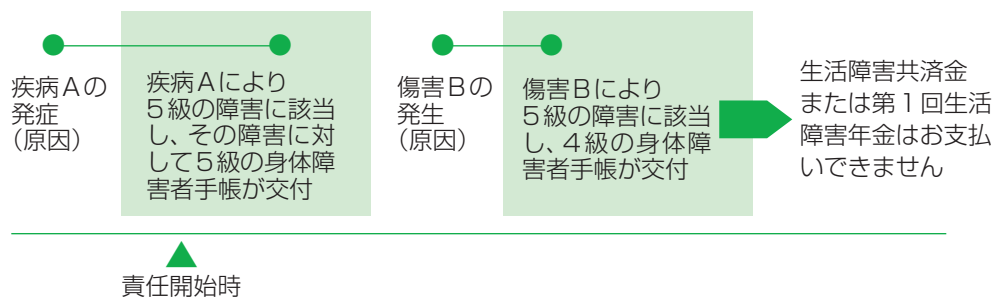 疾病Aの
発症
(原因)
疾病Aにより
5級の障害に該当
し、その障害に対
して5級の身体障
害者手帳が交付
傷害Bの
発生
(原因)
傷害Bにより
5級の障害に該当
し、4級の身体障
害者手帳が交付
生活障害共済金
または第1回生活
障害年金はお支払
いできません
責任開始時